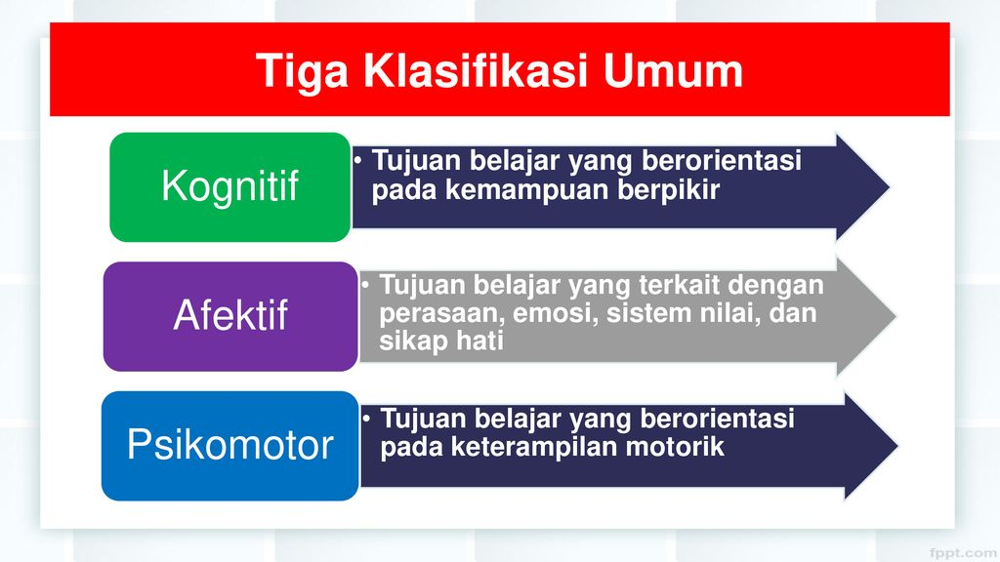 Tiga Klasifikasi Umum
Kognitif
• Tujuan belajar yang berorientasi
pada kemampuan berpikir
Afektif
• Tujuan belajar yang terkait dengan
perasaan, emosi, sistem nilai, dan
sikap hati
Psikomotor
• Tujuan belajar yang berorientasi
pada keterampilan motorik
fppt.com